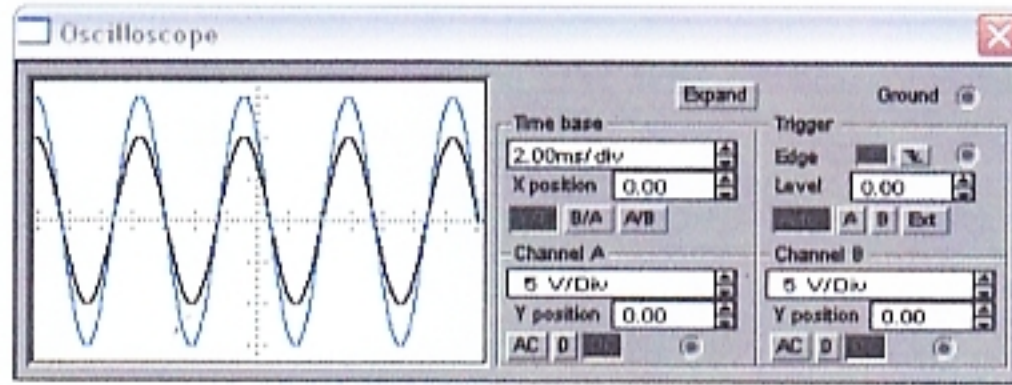 Oscilloscope
Expand
Ground
Time base
2.00ms/div
X position 0.00
B/A A/B
Trigger
Edge
Level 0.00
A B Ext
Channel A
5 V/Div
Y position 0.00
AC 0
Channel B
5 V/Div
Y position 0.00
AC 0